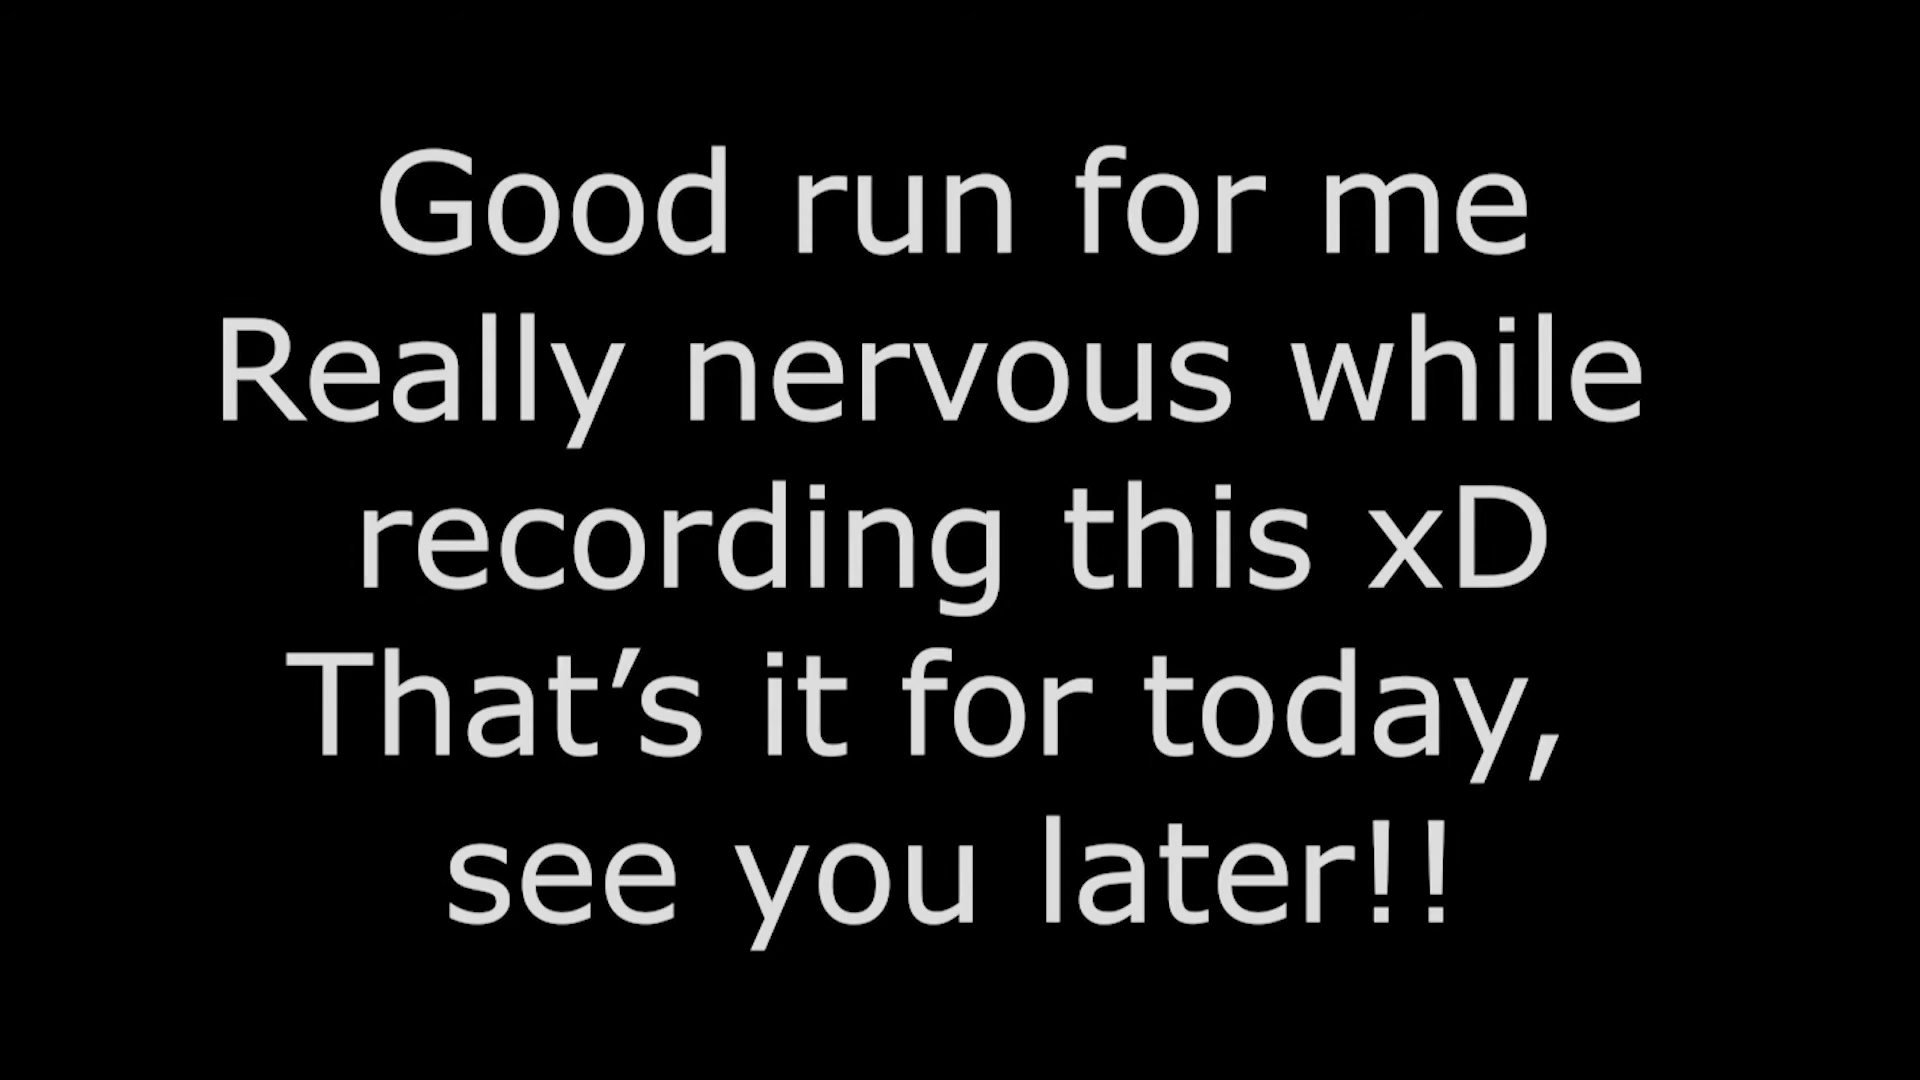 Good run for me
Really nervous while
recording this xD
That’s it for today,
see you later!!